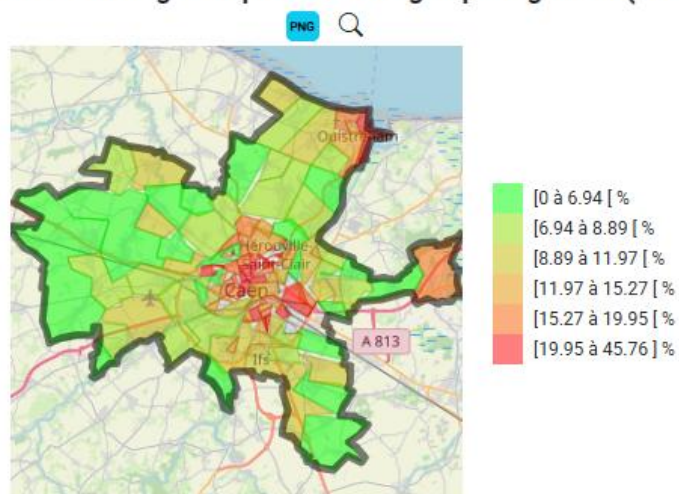 PNG
Ouistreham
Hérouville-
Saint-Clair
Caen
Ifs
A 813
[0 à 6.94 [ %
[6.94 à 8.89 [ %
[8.89 à 11.97 [ %
[11.97 à 15.27 [ %
[15.27 à 19.95 [ %
[19.95 à 45.76 ] %